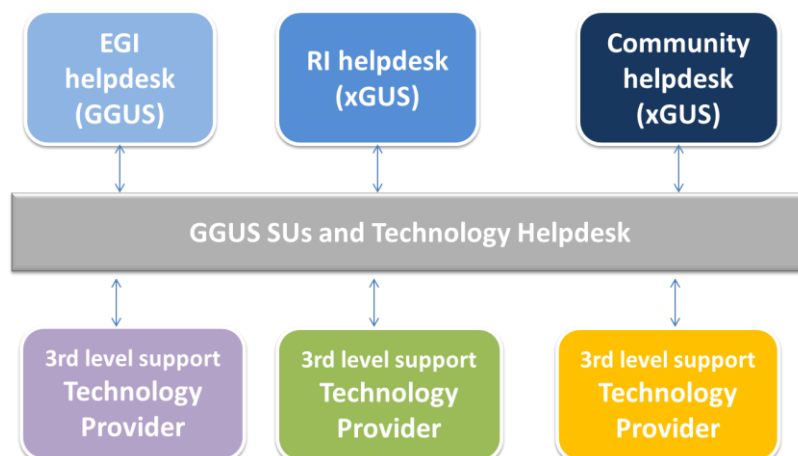 EGI
helpdesk
(GGUS)
RI helpdesk
(xGUS)
Community
helpdesk
(xGUS)
GGUS SUs and Technology Helpdesk
3rd level support
Technology
Provider
3rd level support
Technology
Provider
3rd level support
Technology
Provider